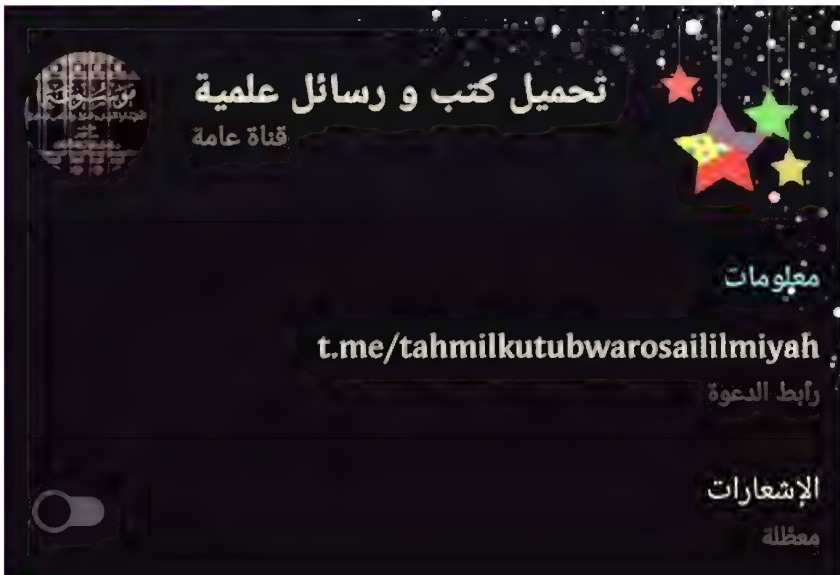 تحميل كتب و رسائل علمية
قناة عامة
معلومات
t.me/tahmilkutubwarosaililmiyah
رابط الدعوة
الإشعارات
معطلة